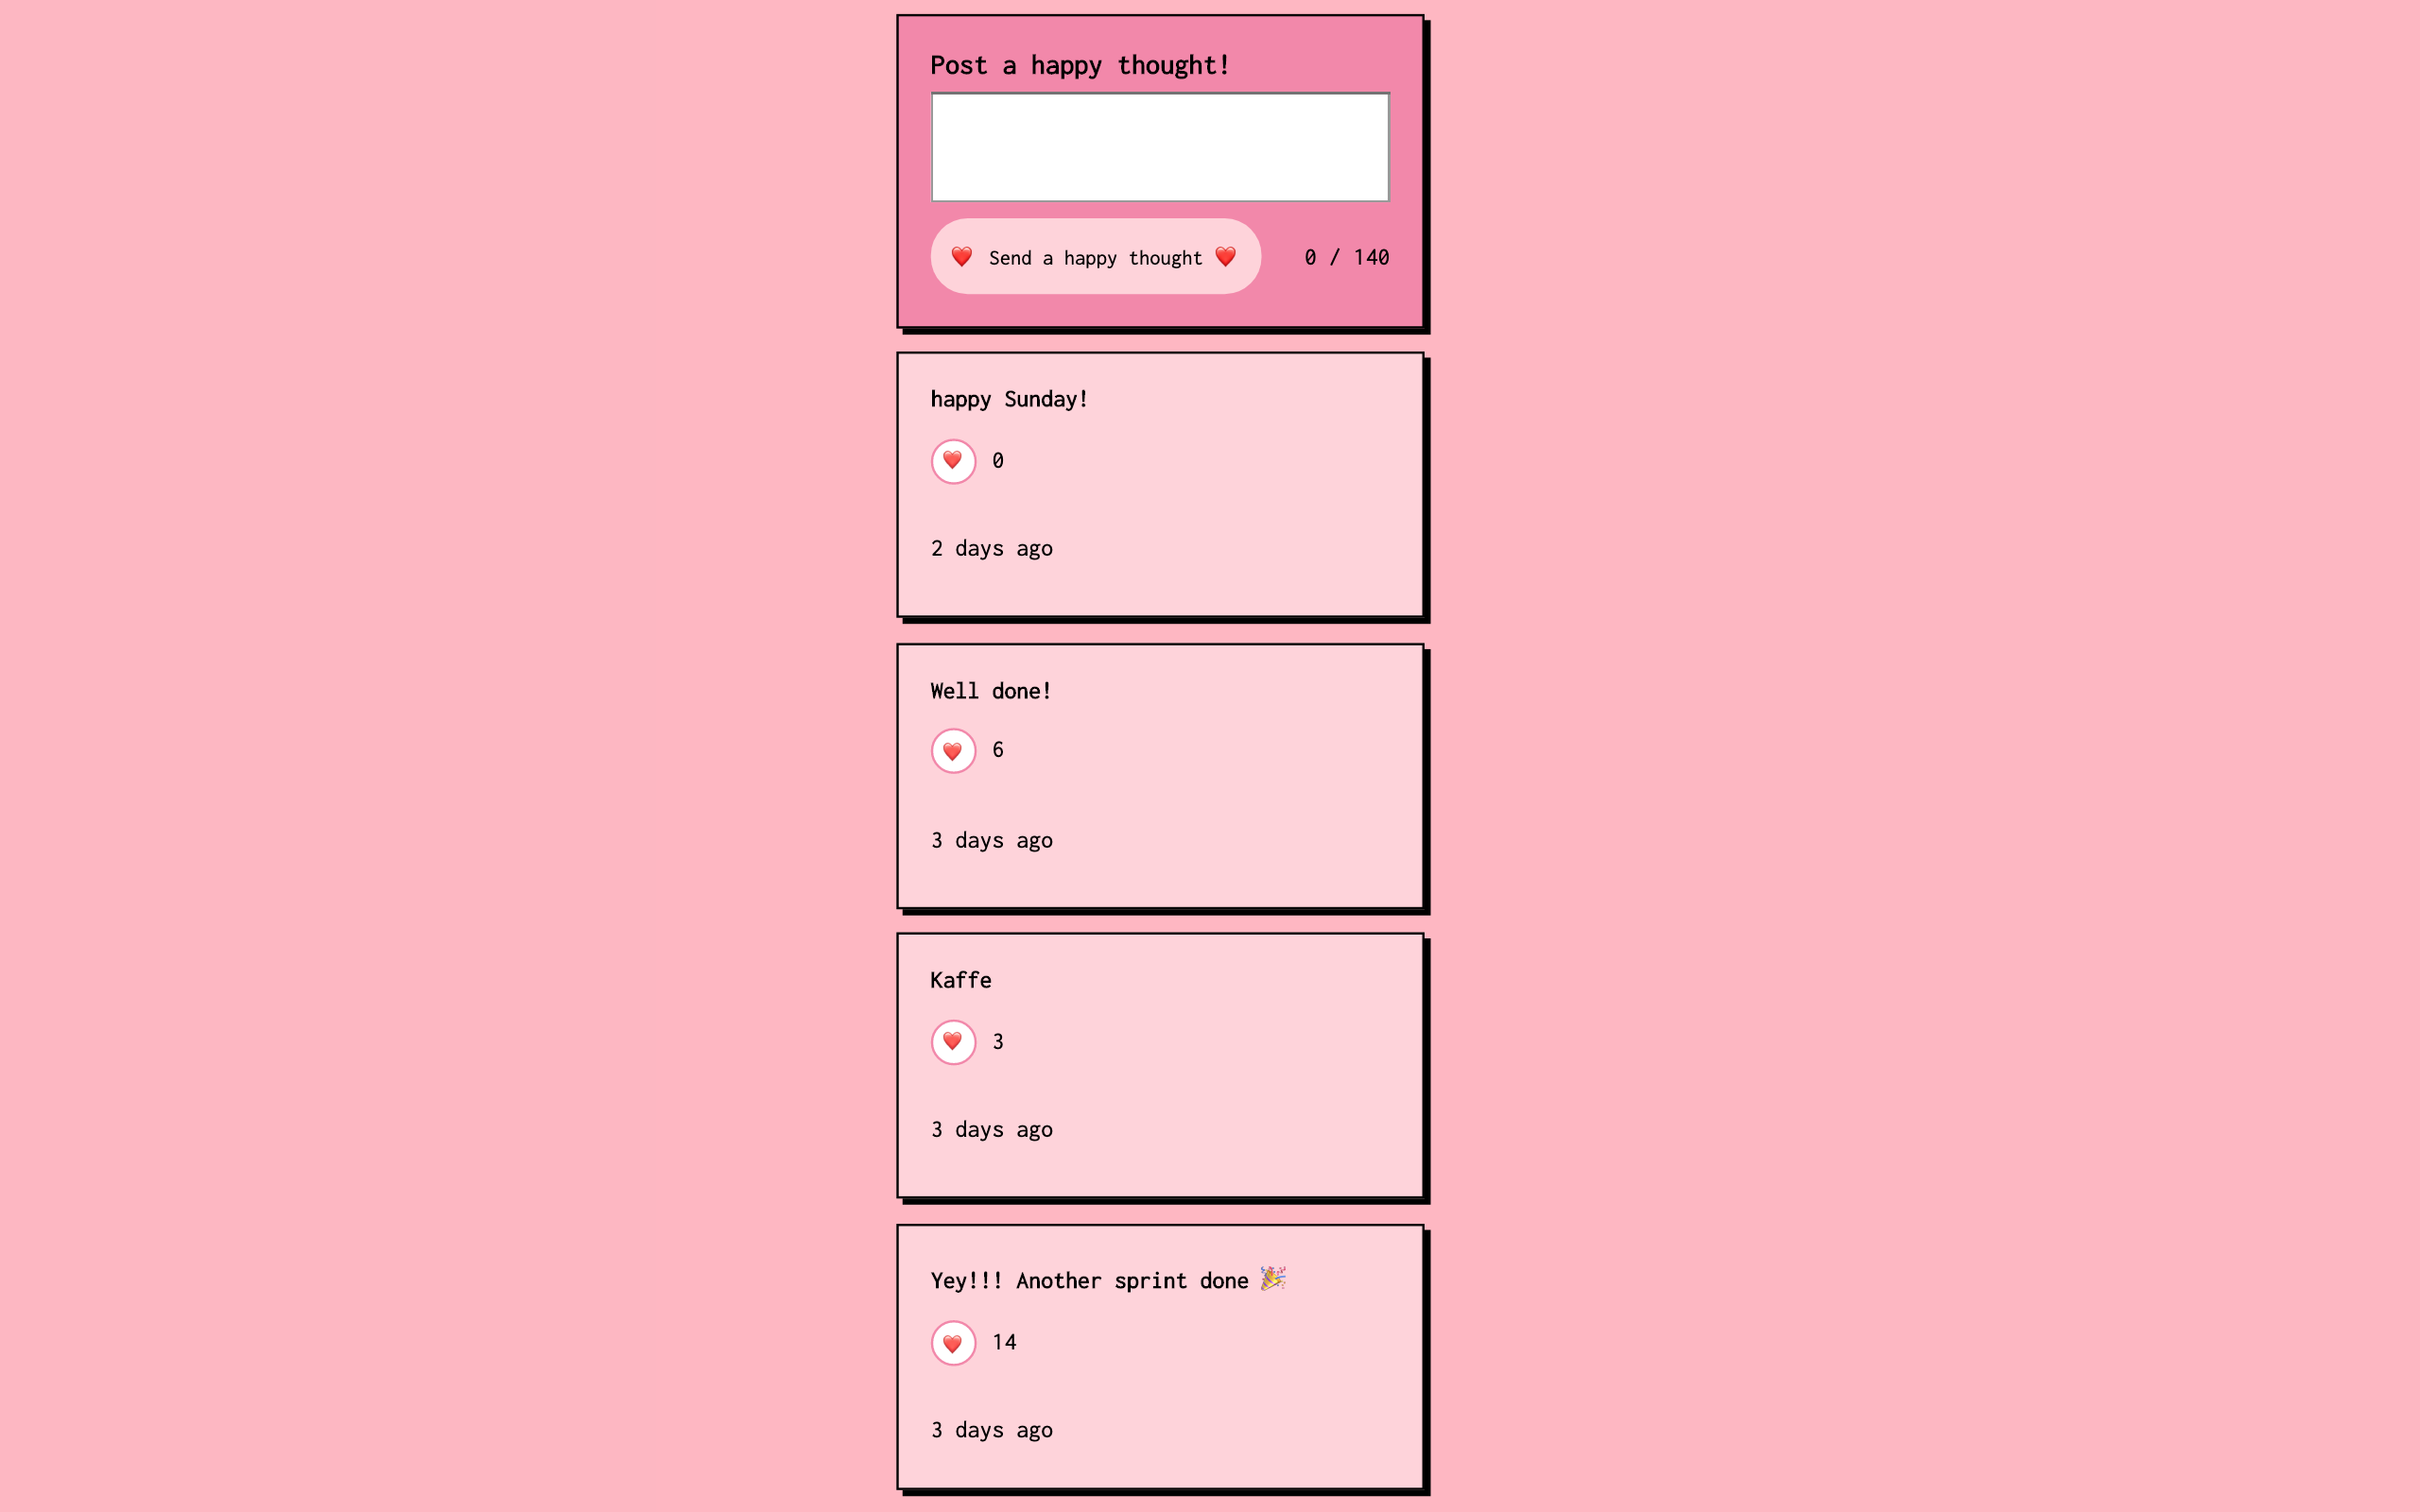 Post a happy thought!
❤️ Send a happy thought ❤️ 0 / 140
happy Sunday!
❤️ 0
2 days ago
Well done!
❤️ 6
3 days ago
Kaffe
❤️ 3
3 days ago
Yey!!! Another sprint done 🎉
❤️ 14
3 days ago